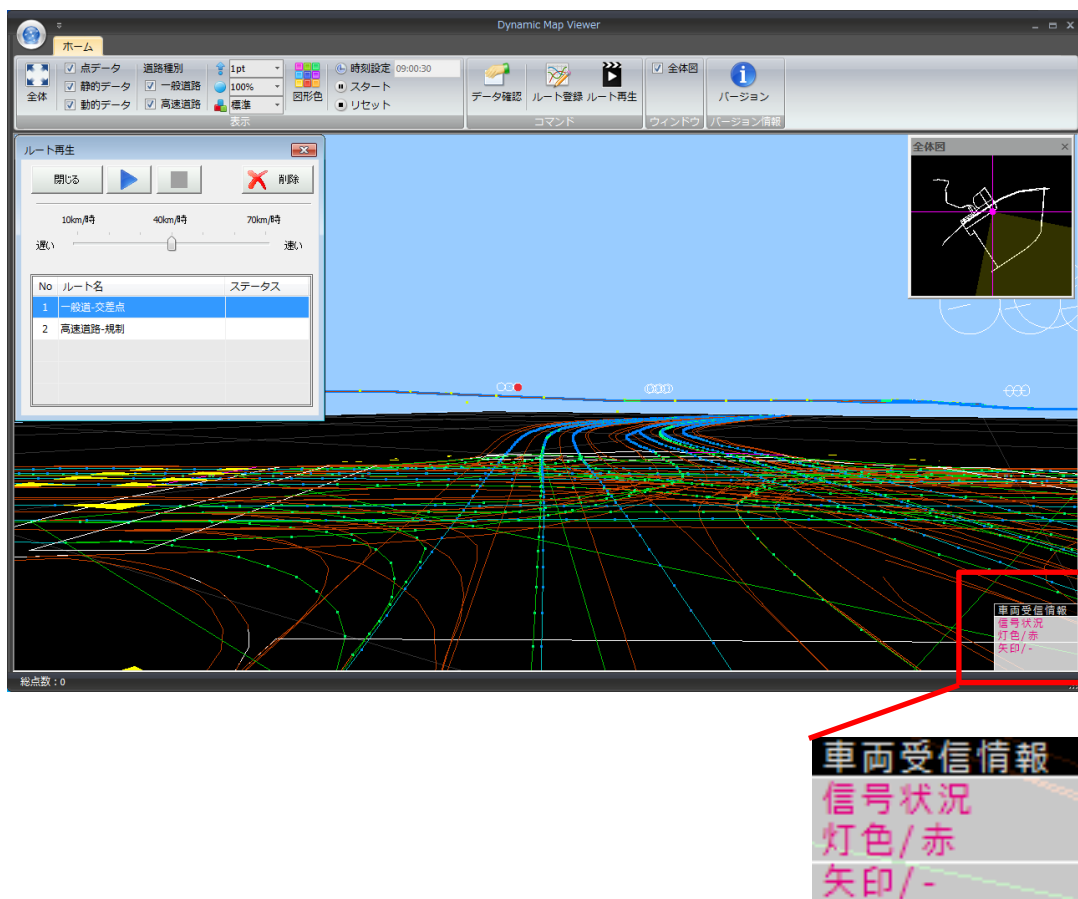 Dynamic Map Viewer
ホーム
全体
点データ
静的データ
動的データ
道路種別
一般道路
高速道路
1pt
100%
標準
図形色
時刻設定 09:00:30
スタート
リセット
表示
データ確認
ルート登録
ルート再生
コマンド
全体図
ウィンドウ
バージョン
バージョン情報
ルート再生
閉じる
削除
10km/時 40km/時 70km/時
遅い 速い
No ルート名 ステータス
1 一般道-交差点
2 高速道路-規制
全体図
車両受信情報
信号状況
灯色/赤
矢印/-
総点数:0
車両受信情報
信号状況
灯色/赤
矢印/-